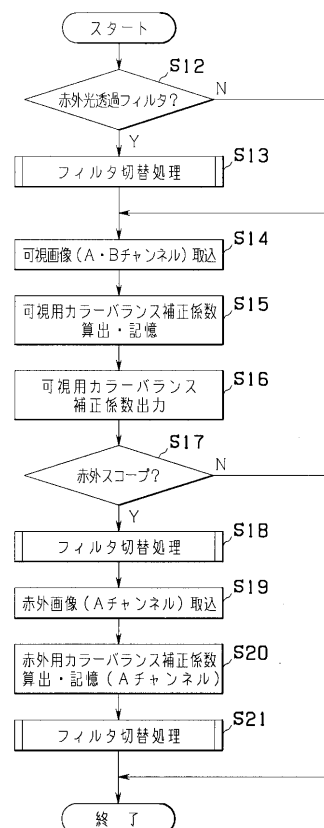 スタート
S12
赤外光透過フィルタ?
N
Y
S13
フィルタ切替処理
S14
可視画像(A・Bチャンネル)取込
S15
可視用カラーバランス補正係数
算出・記憶
S16
可視用カラーバランス
補正係数出力
S17
赤外スコープ?
N
Y
S18
フィルタ切替処理
S19
赤外画像(Aチャンネル)取込
S20
赤外用カラーバランス補正係数
算出・記憶(Aチャンネル)
S21
フィルタ切替処理
終了